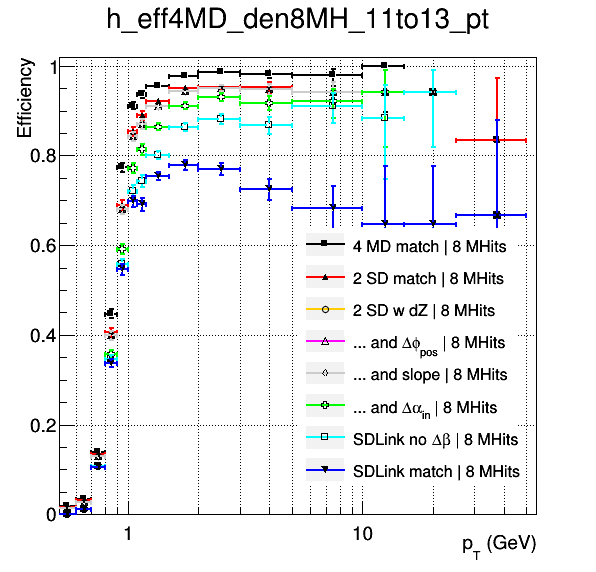 h_eff4MD_den8MH_11to13_pt
Efficiency
1
0.8
0.6
0.4
0.2
0
4 MD match | 8 MHits
2 SD match | 8 MHits
2 SD w dZ | 8 MHits
... and Δϕpos | 8 MHits
... and slope | 8 MHits
... and Δαin | 8 MHits
SDLink no Δβ | 8 MHits
SDLink match | 8 MHits
1 10
pT (GeV)